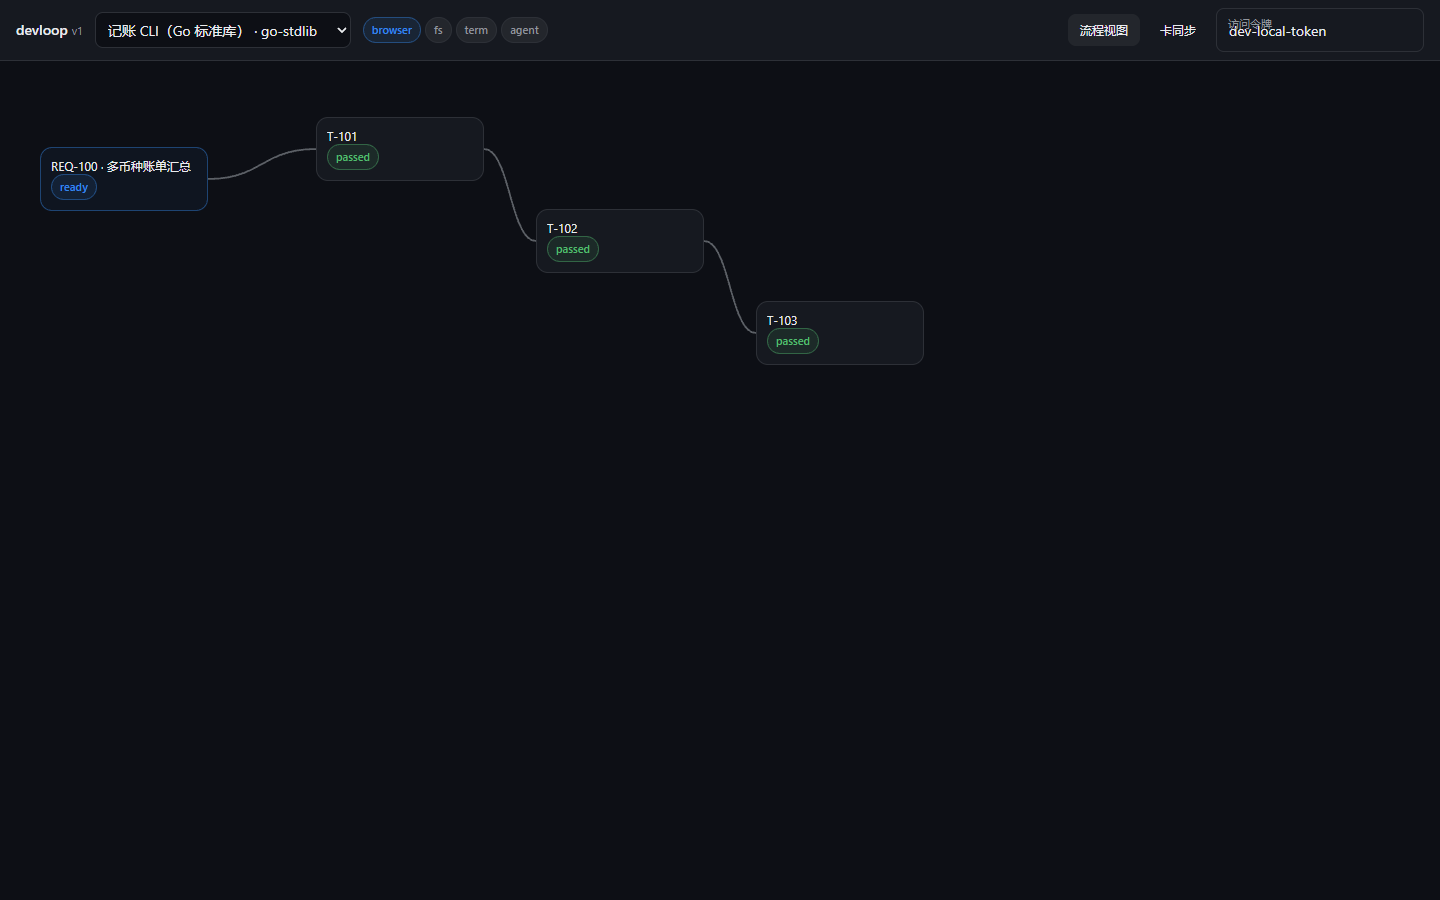 devloop v1
记账 CLI（Go 标准库） · go-stdlib
browser
fs
term
agent
流程视图
卡同步
访问令牌
dev-local-token
T-101
passed
REQ-100 · 多币种账单汇总
ready
T-102
passed
T-103
passed